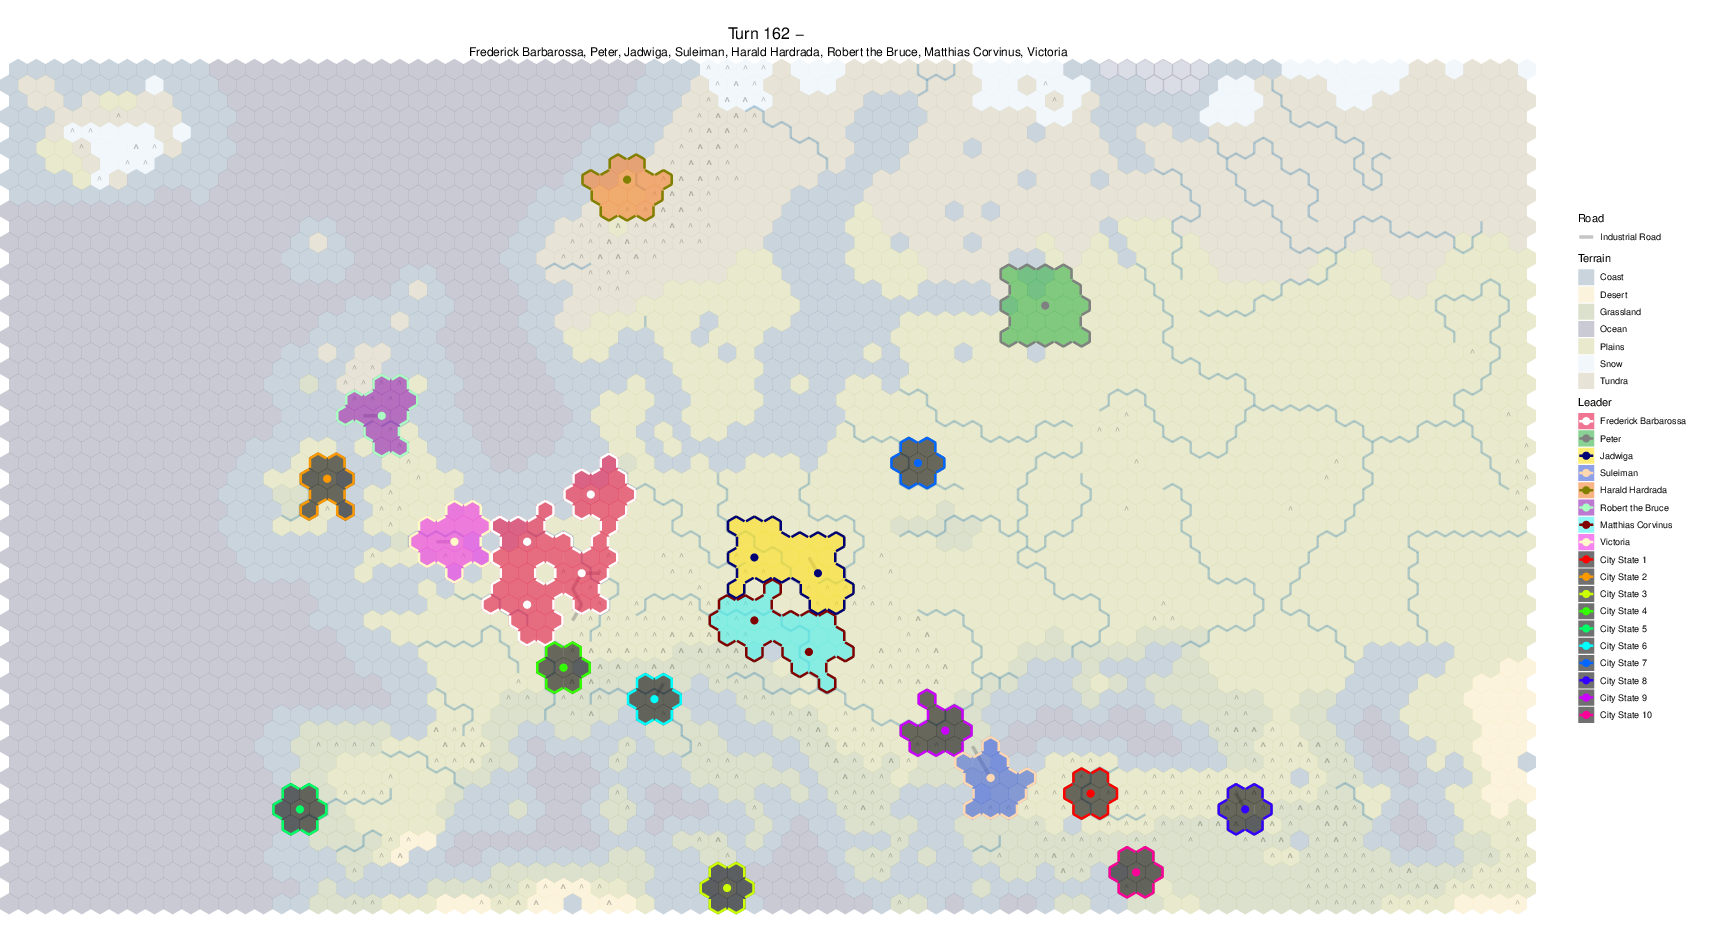 Turn 162 –
Frederick Barbarossa, Peter, Jadwiga, Suleiman, Harald Hardrada, Robert the Bruce, Matthias Corvinus, Victoria
Road
Industrial Road
Terrain
Coast
Desert
Grassland
Ocean
Plains
Snow
Tundra
Leader
Frederick Barbarossa
Peter
Jadwiga
Suleiman
Harald Hardrada
Robert the Bruce
Matthias Corvinus
Victoria
City State 1
City State 2
City State 3
City State 4
City State 5
City State 6
City State 7
City State 8
City State 9
City State 10